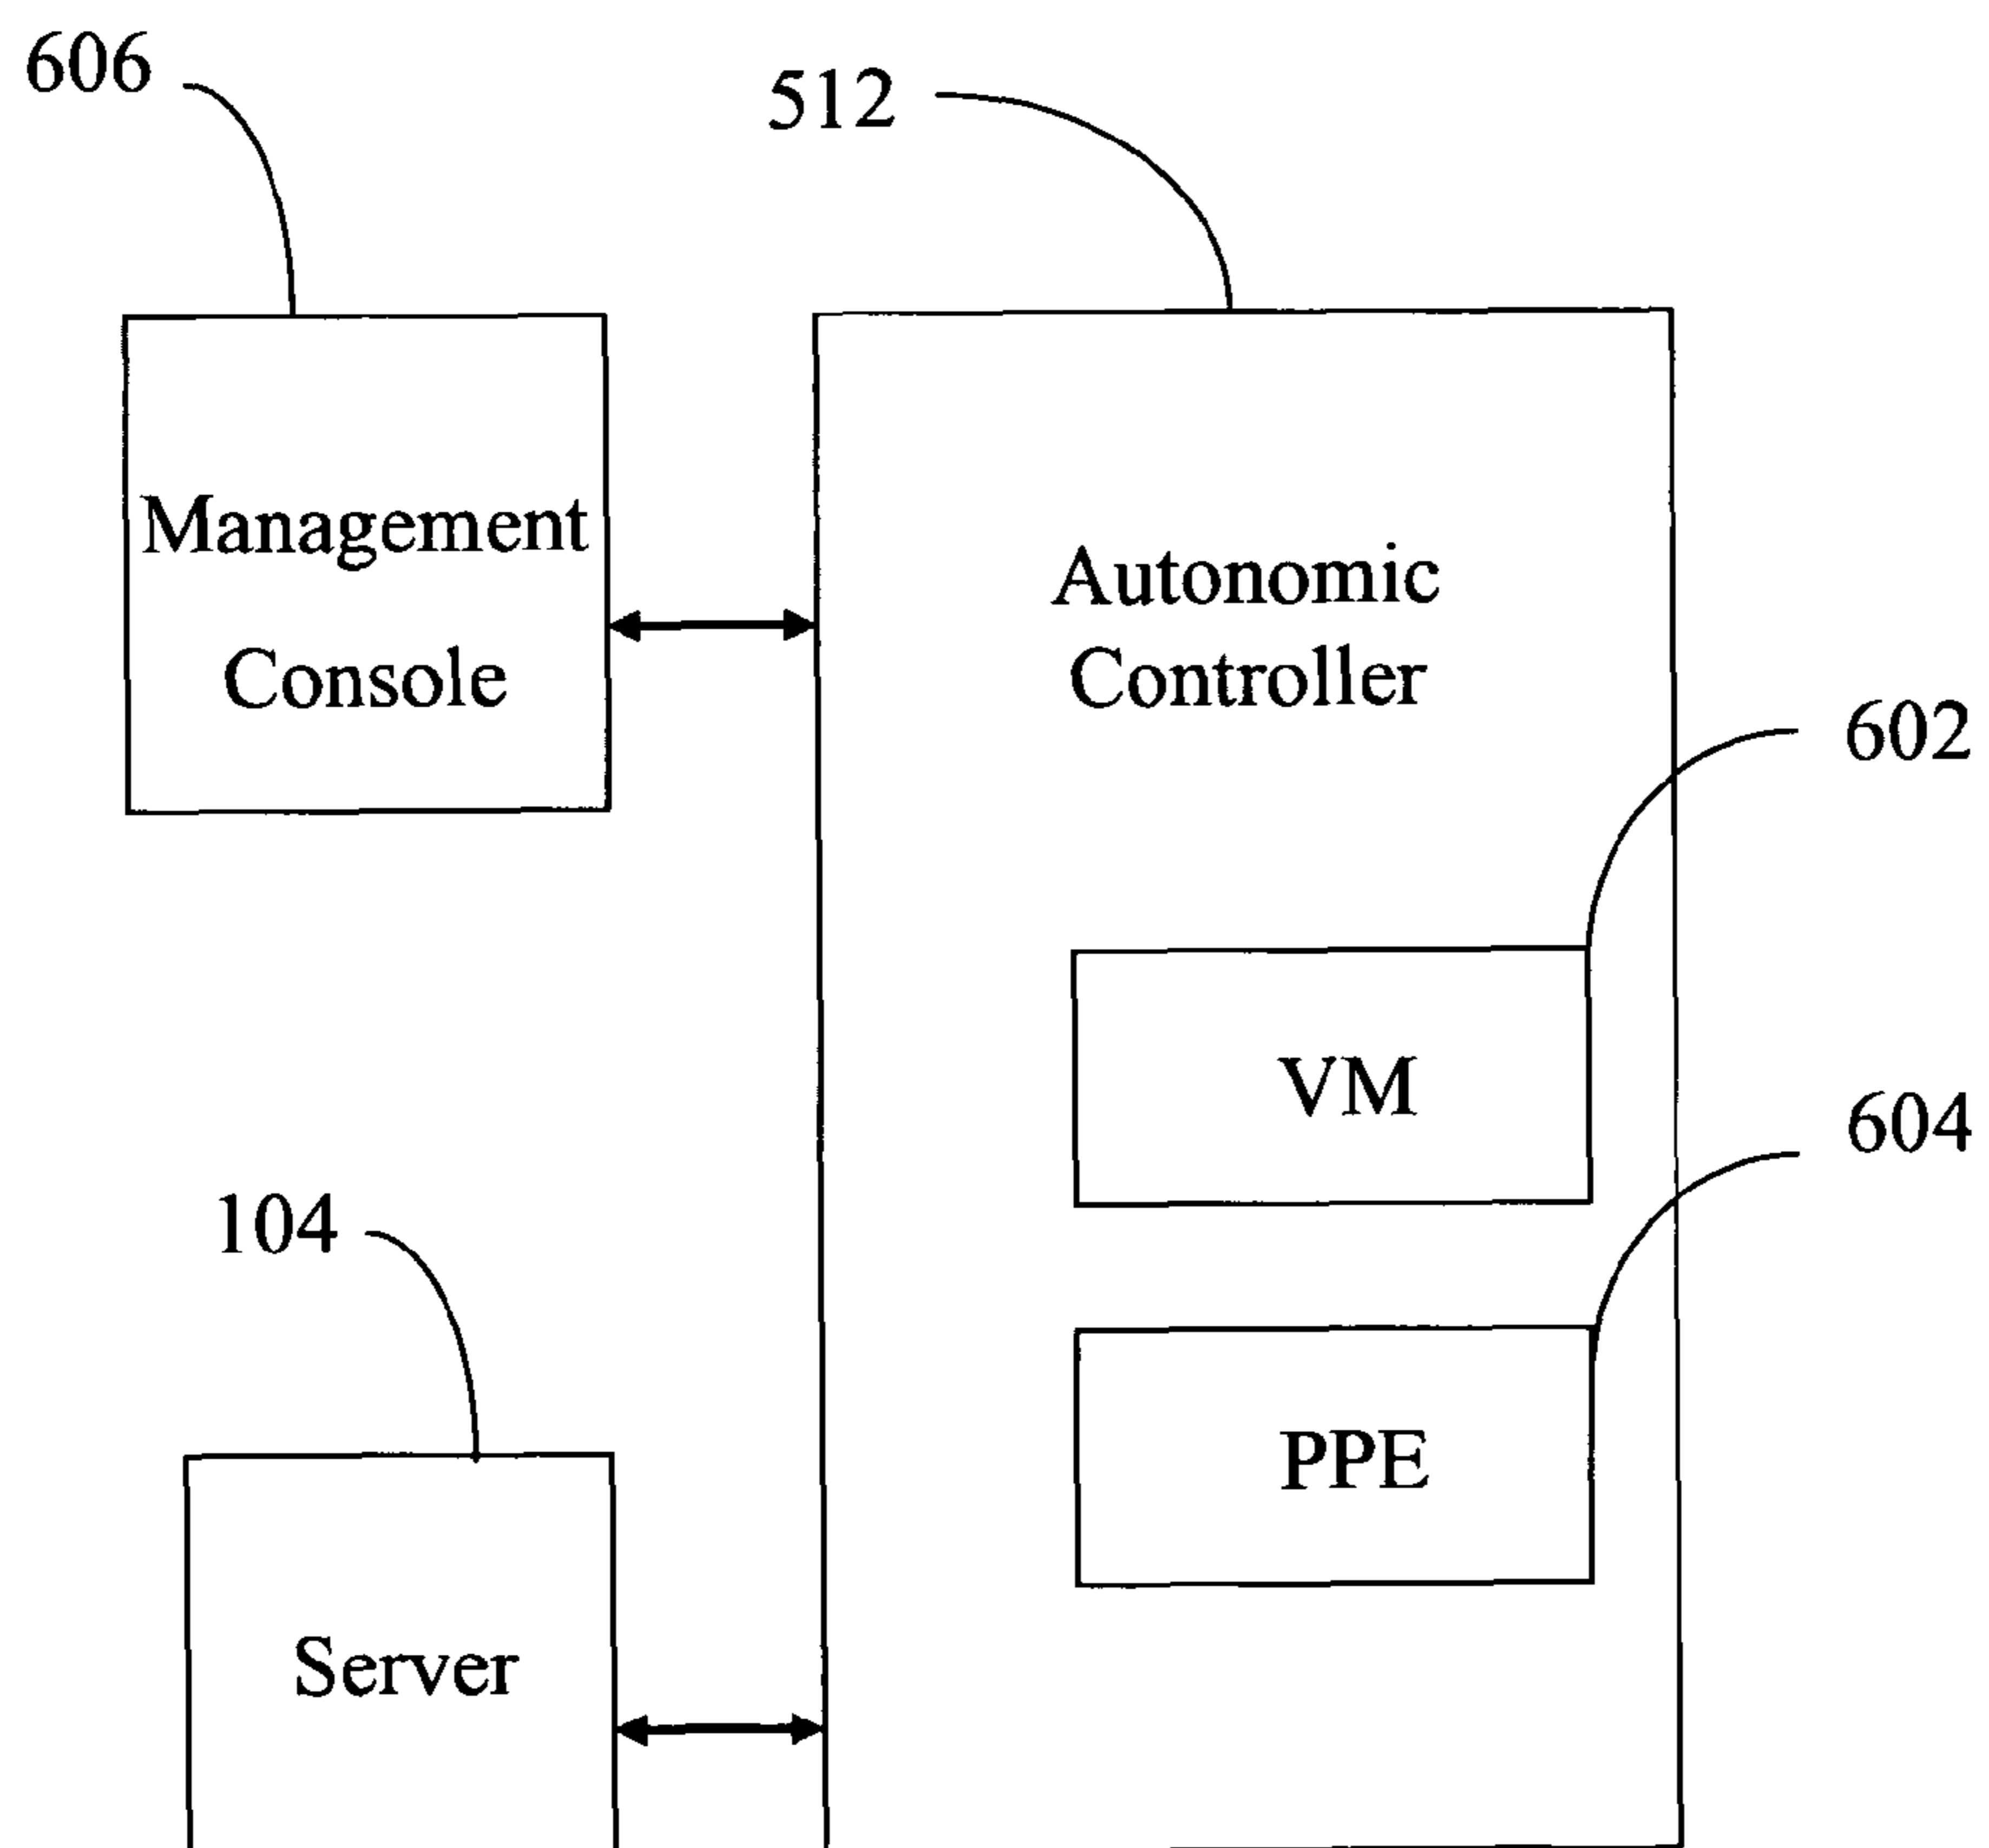 606
512
Management
Console
Autonomic
Controller
602
VM
604
104
PPE
Server